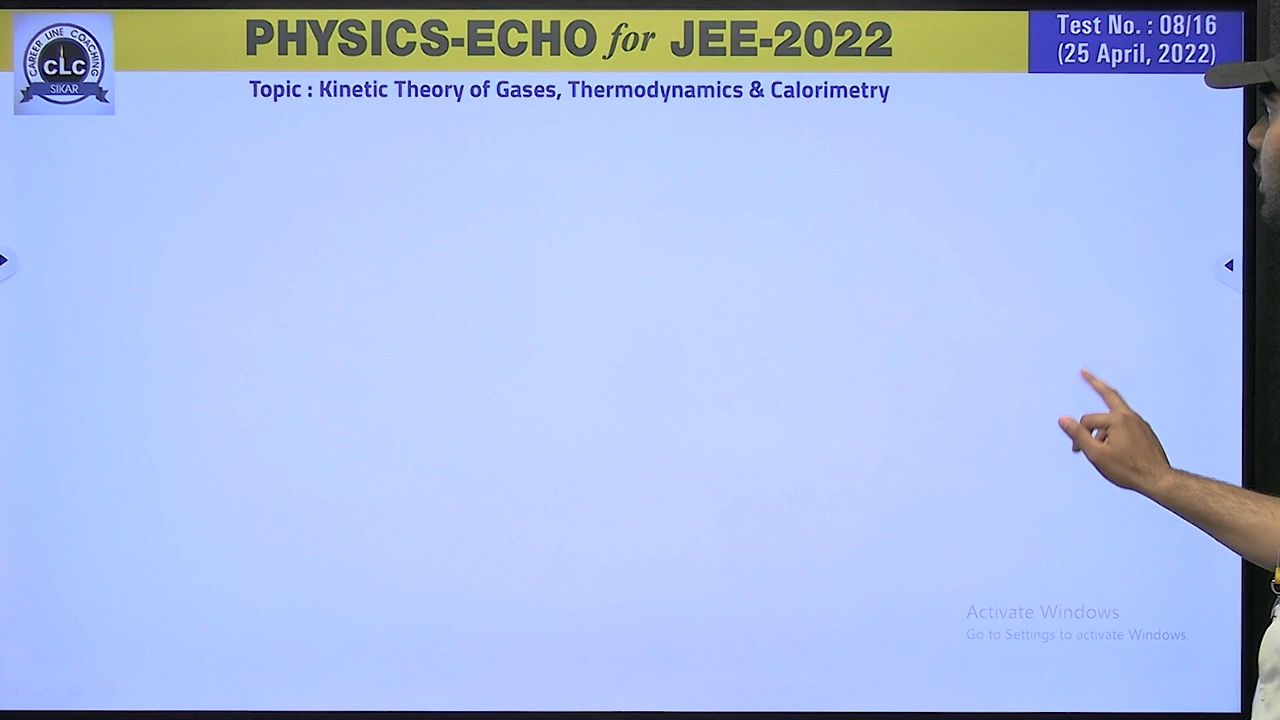 PHYSICS-ECHO for JEE-2022
Test No. : 08/16
(25 April, 2022)
CAREER LINE COACHING
CLC
SIKAR
Topic : Kinetic Theory of Gases, Thermodynamics & Calorimetry
Activate Windows
Go to Settings to activate Windows.